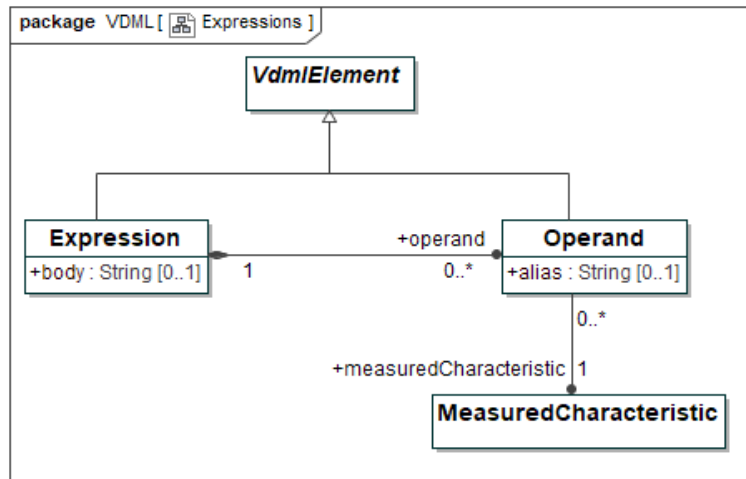 package VDML [ Expressions ]
VdmlElement
Expression
+body : String [0..1]
+operand
1
0..*
Operand
+alias : String [0..1]
0..*
+measuredCharacteristic
1
MeasuredCharacteristic